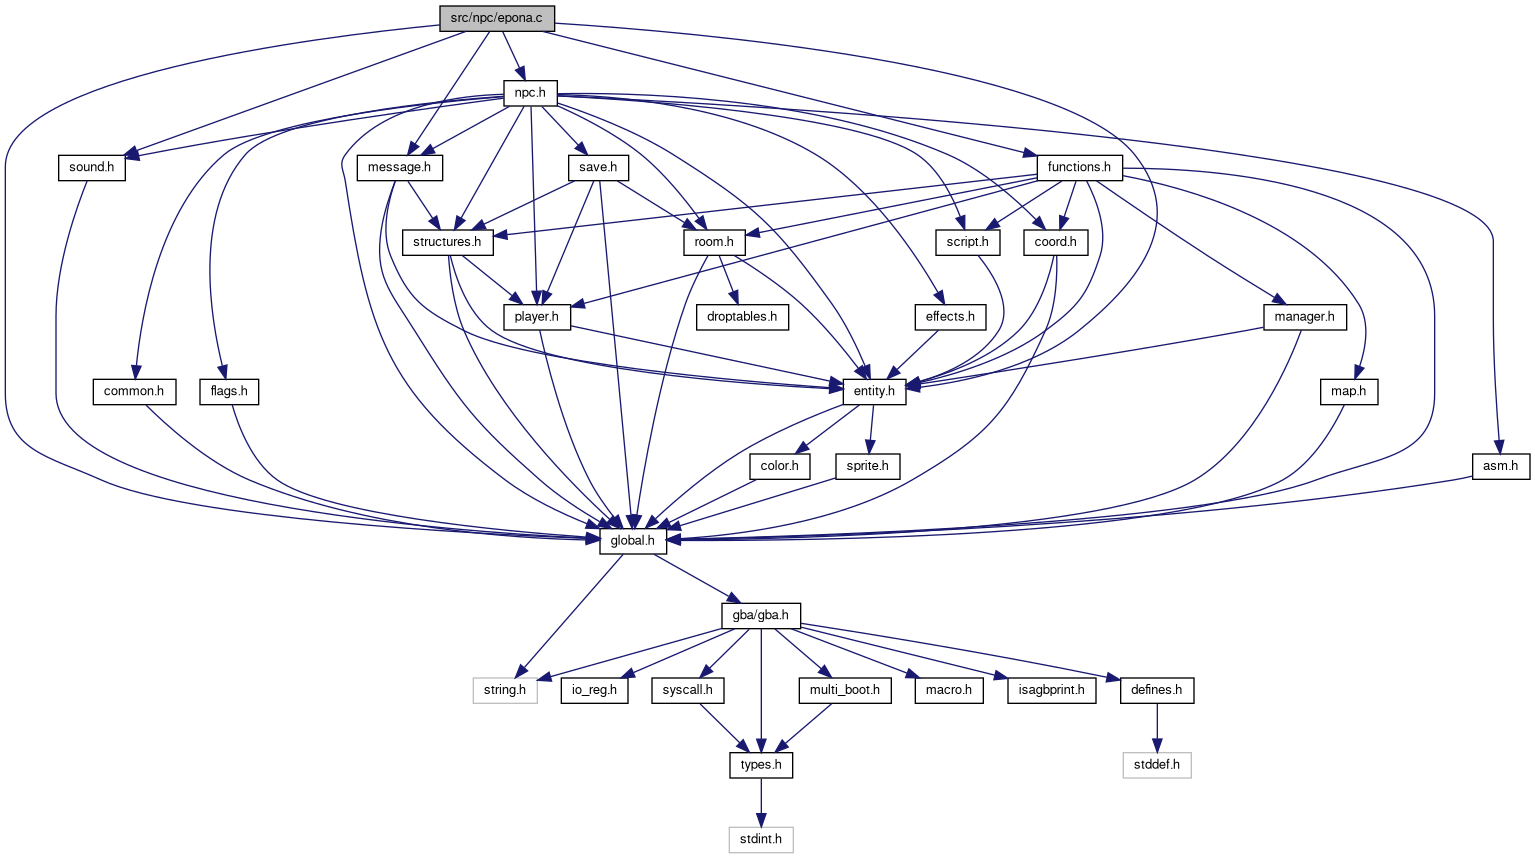 src/npc/epona.c
npc.h
sound.h
message.h
save.h
functions.h
structures.h
room.h
script.h
coord.h
player.h
droptables.h
effects.h
manager.h
common.h
flags.h
entity.h
map.h
color.h
sprite.h
asm.h
global.h
gba/gba.h
string.h
io_reg.h
syscall.h
multi_boot.h
macro.h
isagbprint.h
defines.h
types.h
stddef.h
stdint.h